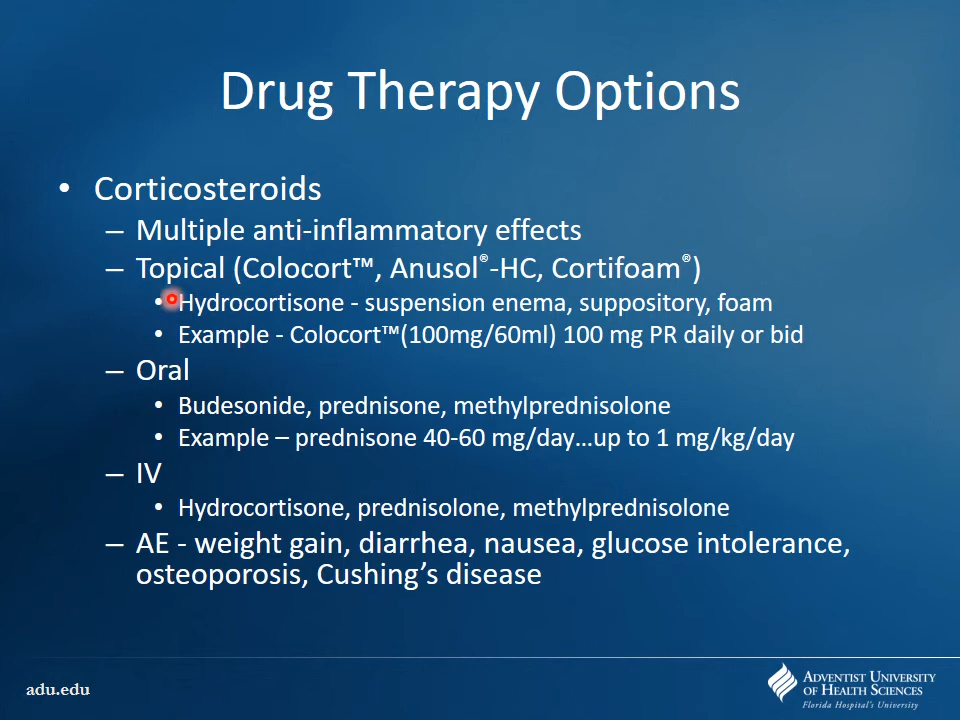 Drug Therapy Options
• Corticosteroids
– Multiple anti-inflammatory effects
– Topical (Colocort™, Anusol®-HC, Cortifoam®)
• Hydrocortisone - suspension enema, suppository, foam
• Example - Colocort™(100mg/60ml) 100 mg PR daily or bid
– Oral
• Budesonide, prednisone, methylprednisolone
• Example – prednisone 40-60 mg/day…up to 1 mg/kg/day
– IV
• Hydrocortisone, prednisolone, methylprednisolone
– AE - weight gain, diarrhea, nausea, glucose intolerance,
osteoporosis, Cushing’s disease
adu.edu
ADVENTIST UNIVERSITY
OF HEALTH SCIENCES
Florida Hospital's University